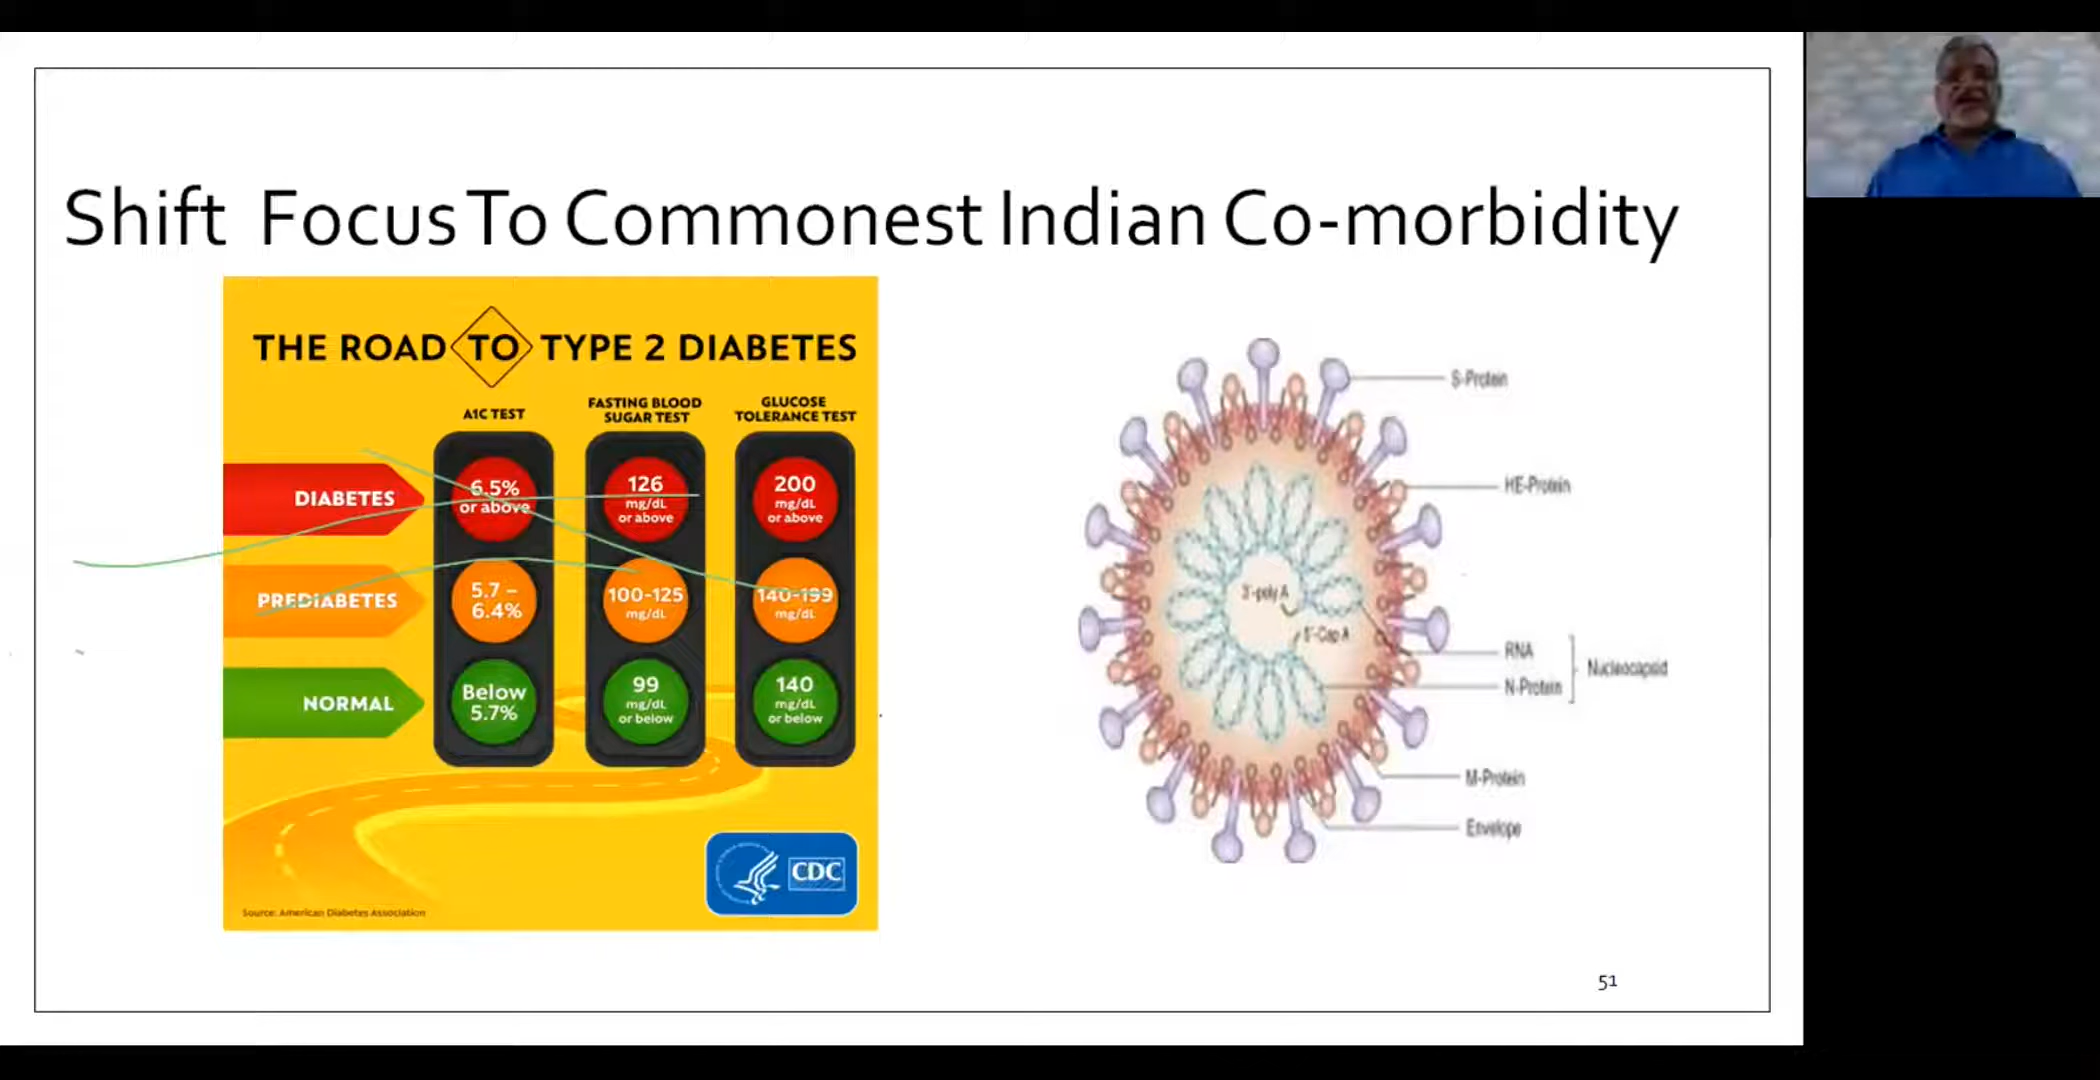 Shift Focus To Commonest Indian Co-morbidity
THE ROAD TO TYPE 2 DIABETES
A1C TEST
FASTING BLOOD
SUGAR TEST
GLUCOSE
TOLERANCE TEST
DIABETES
6.5%
or above
126
mg/dL
or above
200
mg/dL
or above
PREDIABETES
5.7 –
6.4%
100-125
mg/dL
140-199
mg/dL
NORMAL
Below
5.7%
99
mg/dL
or below
140
mg/dL
or below
CDC
Source: American Diabetes Association
S-Protein
HE-Protein
3'-poly A
5'-Cap A
RNA
N-Protein
Nucleocapsid
M-Protein
Envelope
51